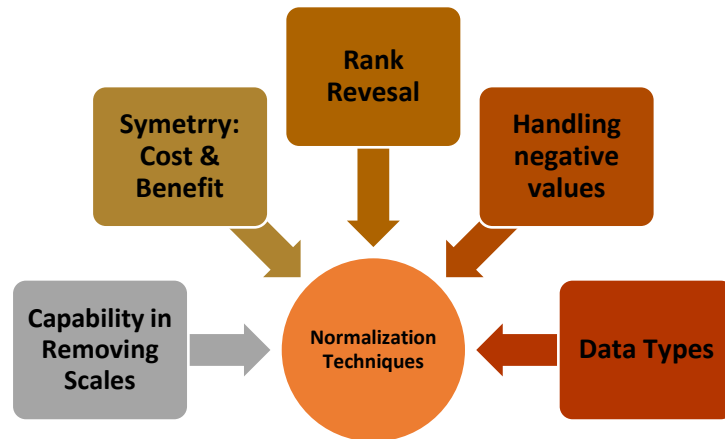 Rank
Revesal
Symetrry:
Cost &
Benefit
Handling
negative
values
Capability in
Removing
Scales
Normalization
Techniques
Data Types